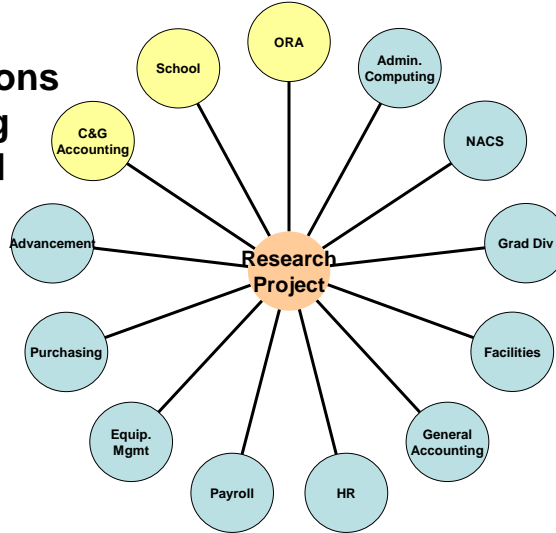 ons
g
l
ORA
School
Admin.
Computing
C&G
Accounting
NACS
Advancement
Grad Div
Research
Project
Purchasing
Facilities
Equip.
Mgmt
General
Accounting
Payroll
HR